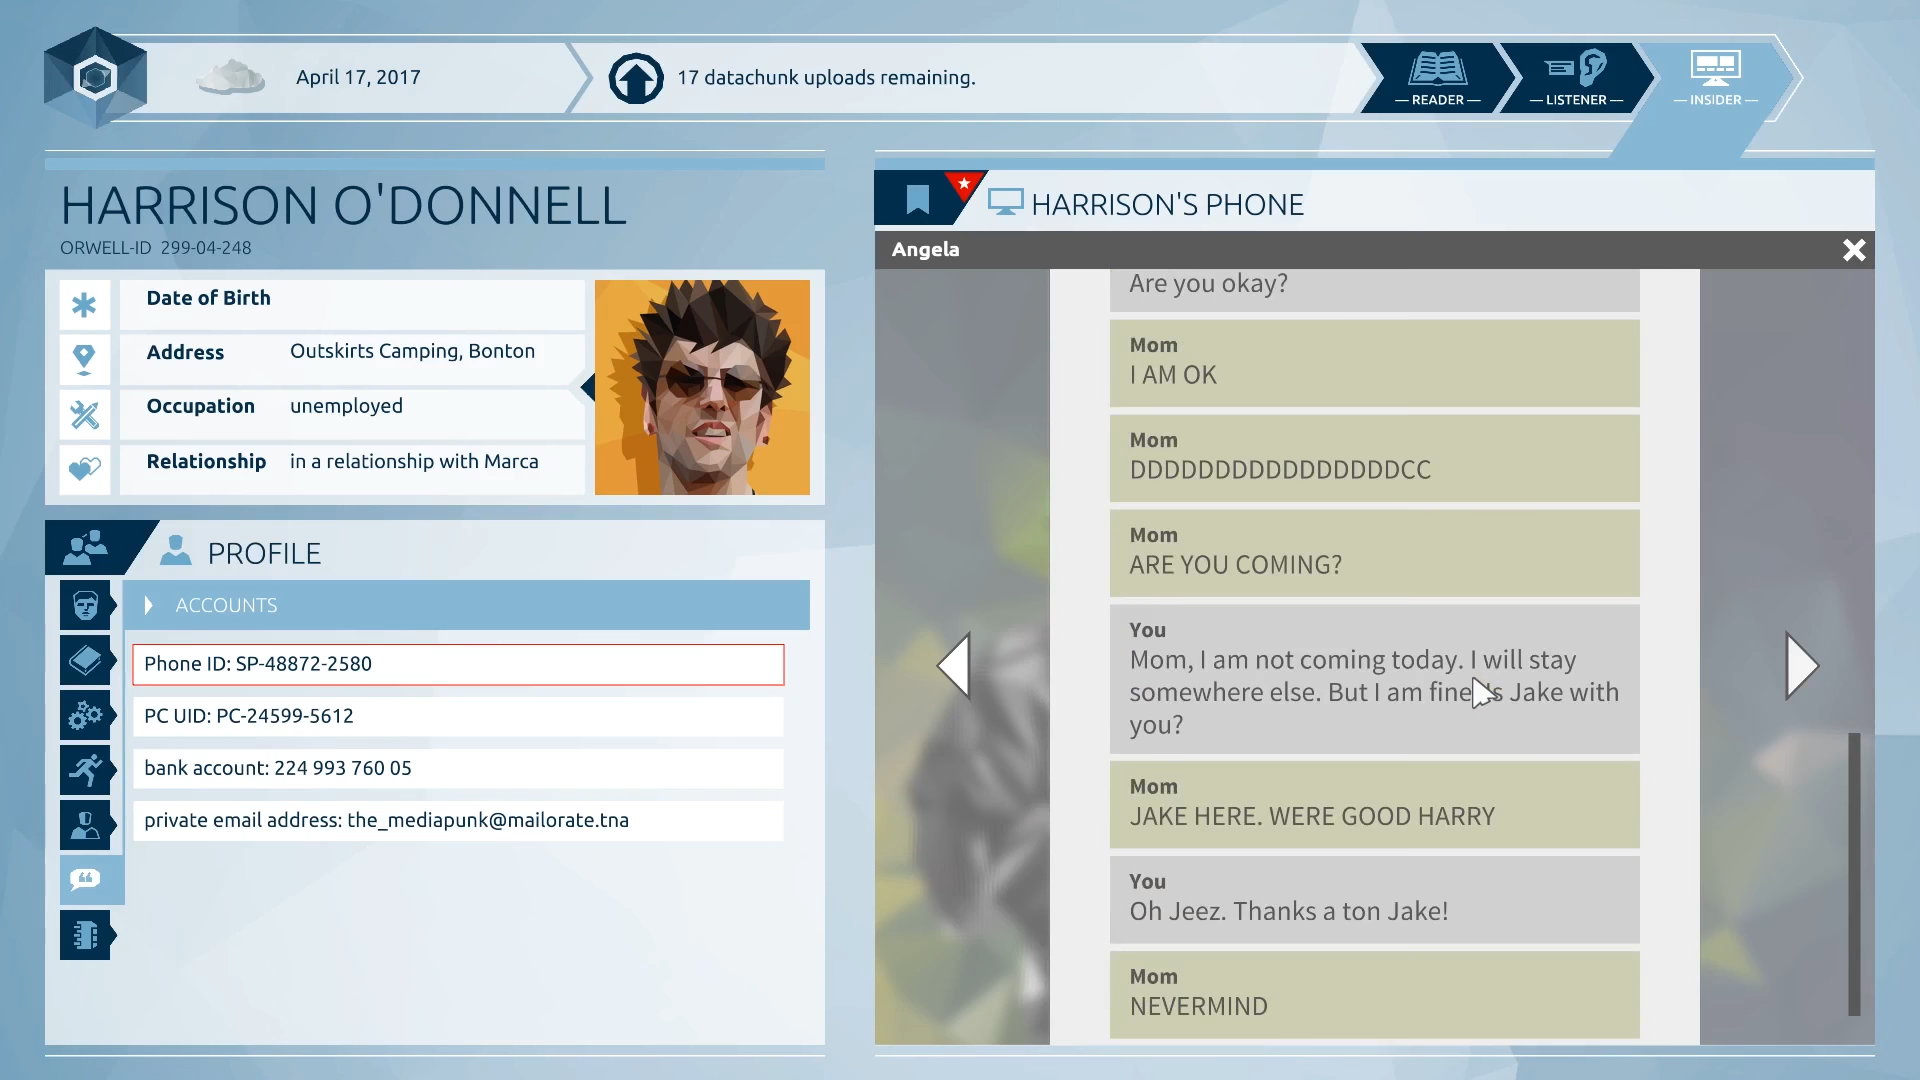 April 17, 2017
17 datachunk uploads remaining.
READER
LISTENER
INSIDER
HARRISON O'DONNELL
ORWELL-ID 299-04-248
Date of Birth
Address Outskirts Camping, Bonton
Occupation unemployed
Relationship in a relationship with Marca
PROFILE
ACCOUNTS
Phone ID: SP-48872-2580
PC UID: PC-24599-5612
bank account: 224 993 760 05
private email address: the_mediapunk@mailorate.tna
HARRISON'S PHONE
Angela
Are you okay?
Mom
I AM OK
Mom
DDDDDDDDDDDDDDDDCC
Mom
ARE YOU COMING?
You
Mom, I am not coming today. I will stay
somewhere else. But I am fine. Is Jake with
you?
Mom
JAKE HERE. WERE GOOD HARRY
You
Oh Jeez. Thanks a ton Jake!
Mom
NEVERMIND